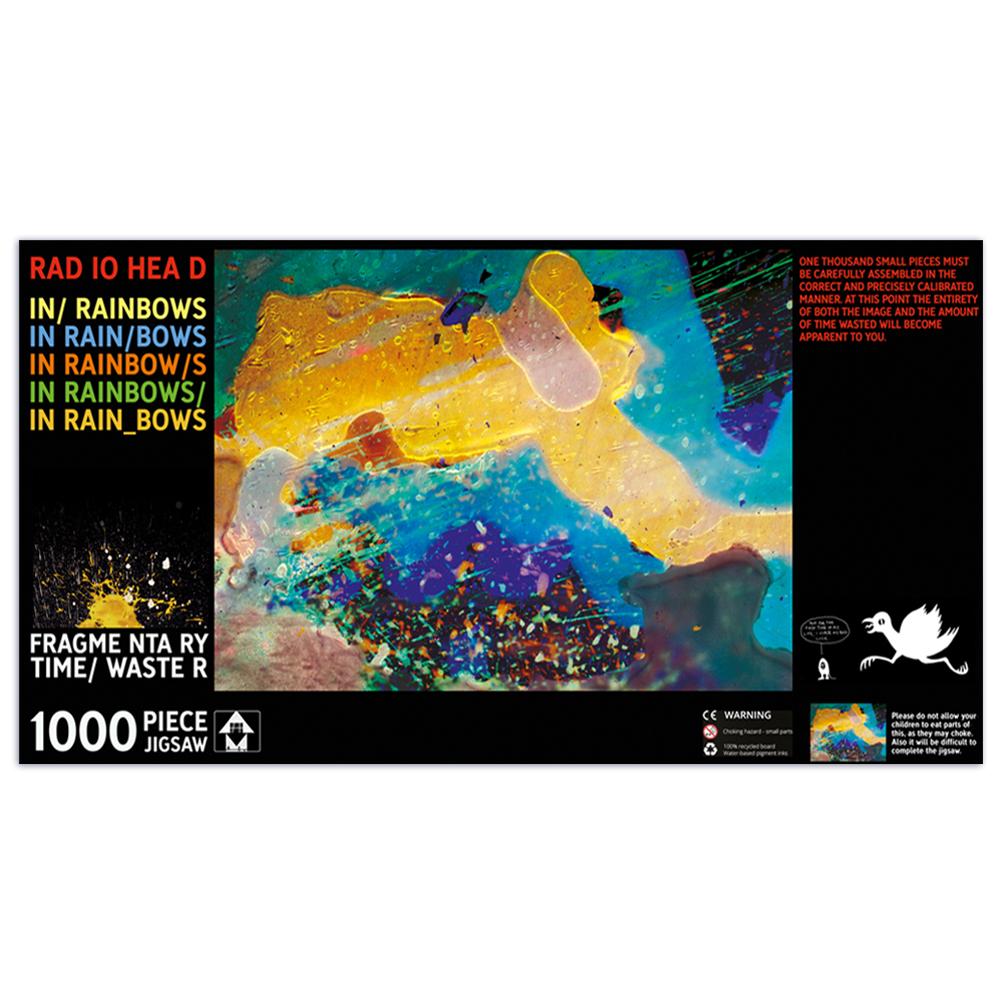 RAD IO HEA D
IN/ RAINBOWS
IN RAIN/BOWS
IN RAINBOW/S
IN RAINBOWS/
IN RAIN_BOWS
FRAGME NTA RY
TIME/ WASTE R
1000 PIECE
JIGSAW
ONE THOUSAND SMALL PIECES MUST
BE CAREFULLY ASSEMBLED IN THE
CORRECT AND PRECISELY CALIBRATED
MANNER. AT THIS POINT THE ENTIRETY
OF BOTH THE IMAGE AND THE AMOUNT
OF TIME WASTED WILL BECOME
APPARENT TO YOU.
CE WARNING
Choking hazard - small parts
100% recycled board
Water-based pigment inks
Please do not allow your
children to eat parts of
this, as they may choke.
Also it will be difficult to
complete the jigsaw.